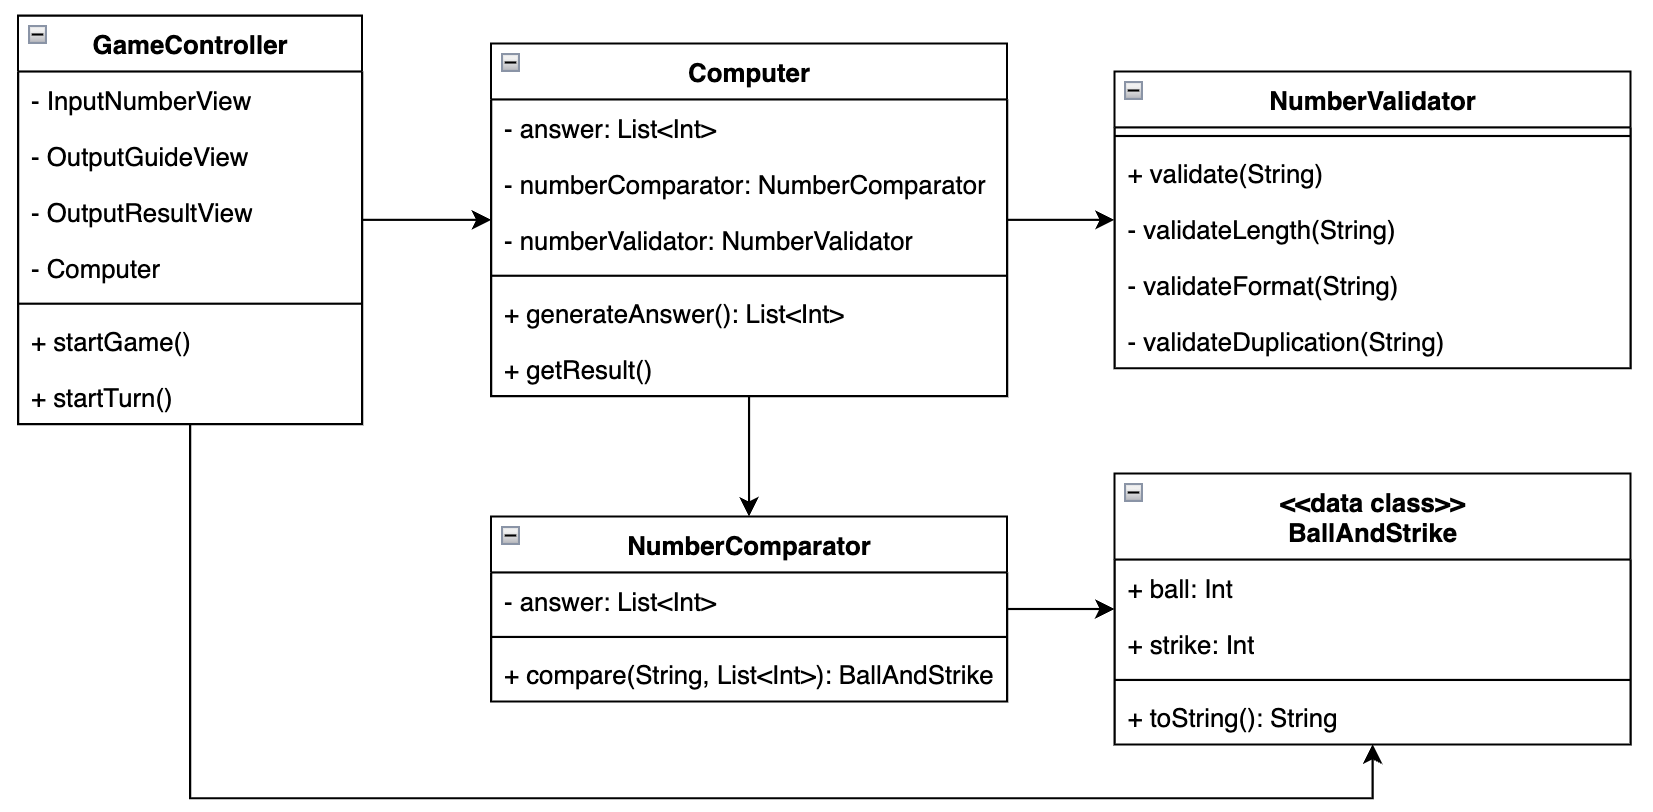 GameController
- InputNumberView
- OutputGuideView
- OutputResultView
- Computer
+ startGame()
+ startTurn()
Computer
- answer: List<Int>
- numberComparator: NumberComparator
- numberValidator: NumberValidator
+ generateAnswer(): List<Int>
+ getResult()
NumberValidator
+ validate(String)
- validateLength(String)
- validateFormat(String)
- validateDuplication(String)
NumberComparator
- answer: List<Int>
+ compare(String, List<Int>): BallAndStrike
<<data class>>
BallAndStrike
+ ball: Int
+ strike: Int
+ toString(): String